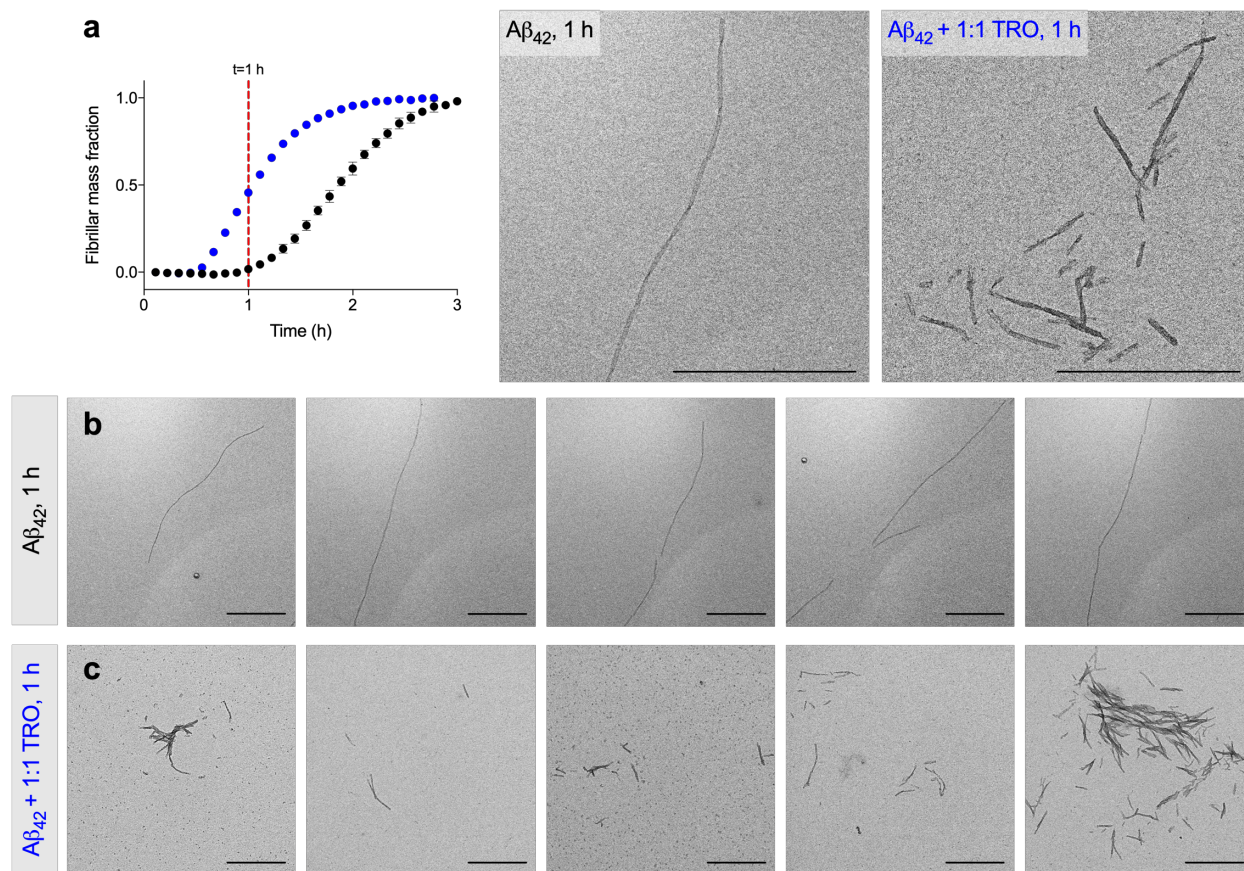 a
t=1 h
1.0
0.5
0.0
Fibrillar mass fraction
0 1 2 3
Time (h)
Aβ42, 1 h
Aβ42 + 1:1 TRO, 1 h
b
Aβ42, 1 h
c
Aβ42 + 1:1 TRO, 1 h